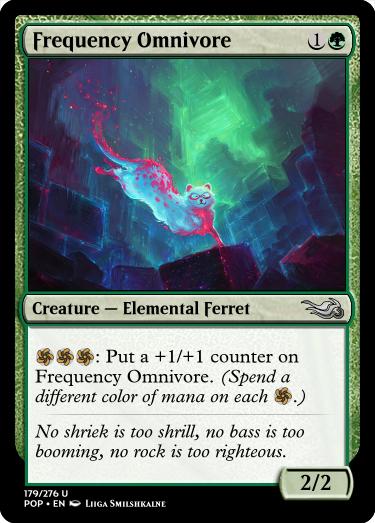 Frequency Omnivore 1
Creature — Elemental Ferret
: Put a +1/+1 counter on
Frequency Omnivore. (Spend a
different color of mana on each .)
No shriek is too shrill, no bass is too
booming, no rock is too righteous.
2/2
179/276 U
POP • EN Liiga Smilshkalne